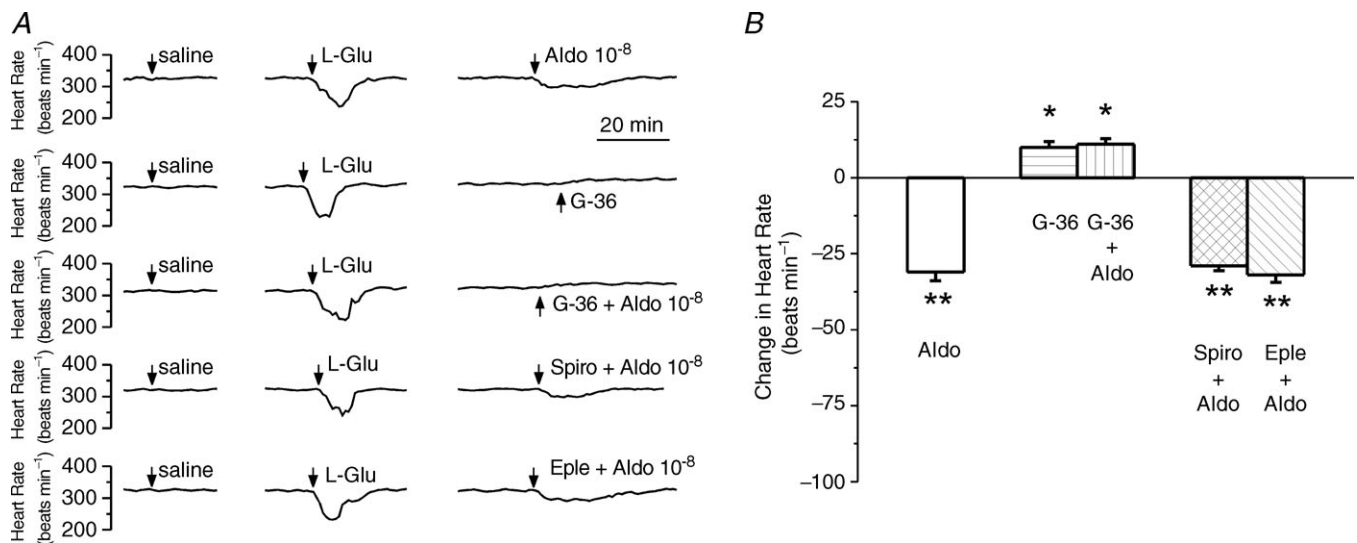 A
Heart Rate
(beats min⁻¹)
400
300
200
saline
L-Glu
Aldo 10⁻⁸
20 min
Heart Rate
(beats min⁻¹)
400
300
200
saline
L-Glu
G-36
Heart Rate
(beats min⁻¹)
400
300
200
saline
L-Glu
G-36 + Aldo 10⁻⁸
Heart Rate
(beats min⁻¹)
400
300
200
saline
L-Glu
Spiro + Aldo 10⁻⁸
Heart Rate
(beats min⁻¹)
400
300
200
saline
L-Glu
Eple + Aldo 10⁻⁸
B
Change in Heart Rate
(beats min⁻¹)
25
0
−25
−50
−75
−100
*
*
G-36
G-36
+
Aldo
**
Aldo
**
**
Spiro
+
Aldo
Eple
+
Aldo